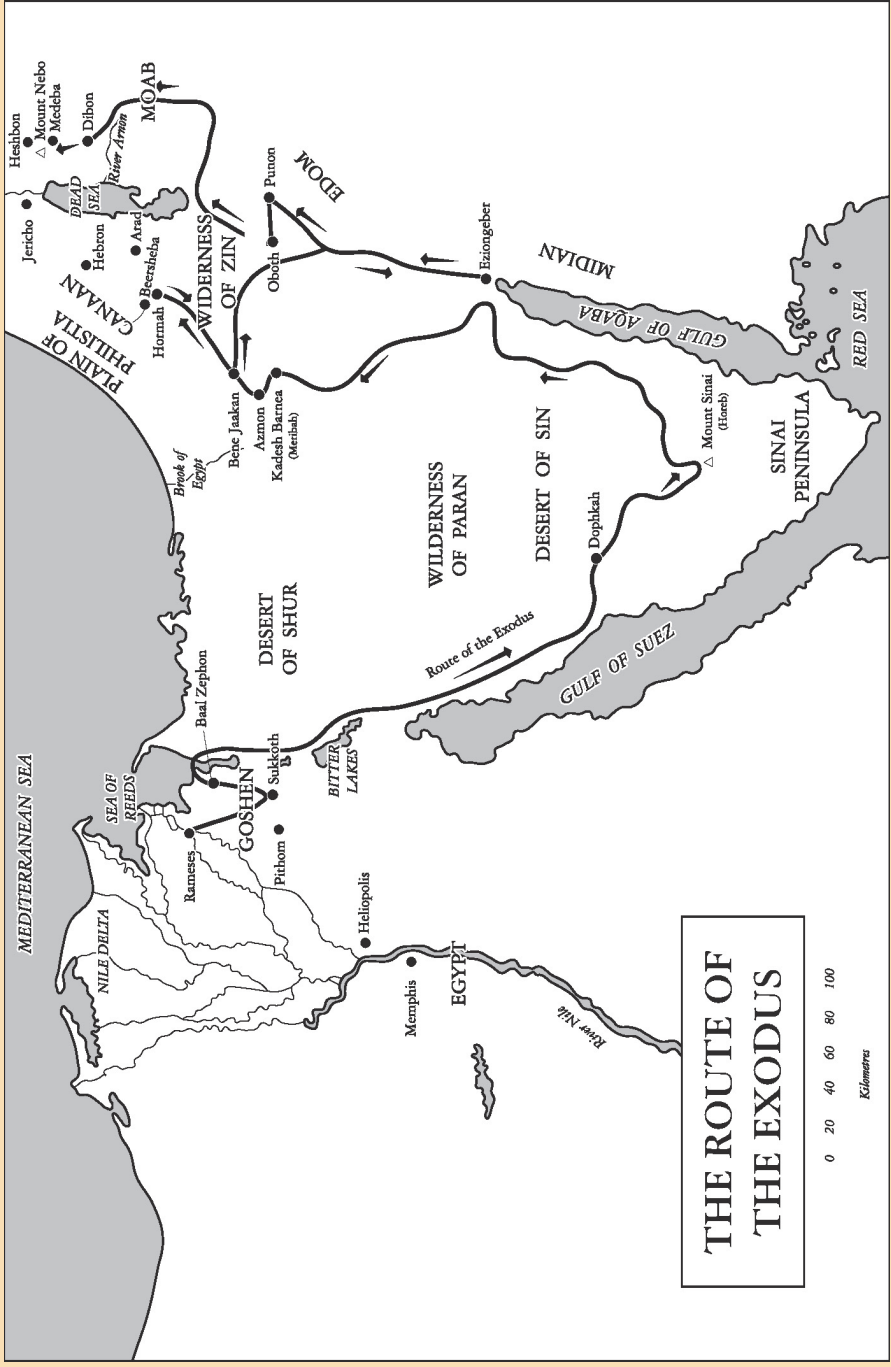 MEDITERRANEAN SEA
NILE DELTA
SEA OF
REEDS
Rameses
GOSHEN
Baal Zephon
Sukkoth
Pithom
BITTER
LAKES
Heliopolis
Memphis
EGYPT
River Nile
DESERT
OF SHUR
Route of the Exodus
GULF OF SUEZ
WILDERNESS
OF PARAN
DESERT OF SIN
Dophkah
Mount Sinai
(Horeb)
SINAI
PENINSULA
RED SEA
GULF OF AQABA
MIDIAN
Eziongeber
EDOM
Punon
Oboth
WILDERNESS
OF ZIN
Brook of
Egypt
Bene Jaakan
Azmon
Kadesh Barnea
(Meribah)
PLAIN OF
PHILISTIA
CANAAN
Hormah
Beersheba
Arad
Hebron
Jericho
DEAD
SEA
River Arnon
MOAB
Dibon
Medeba
Mount Nebo
Heshbon
THE ROUTE OF
THE EXODUS
0 20 40 60 80 100
Kilometres